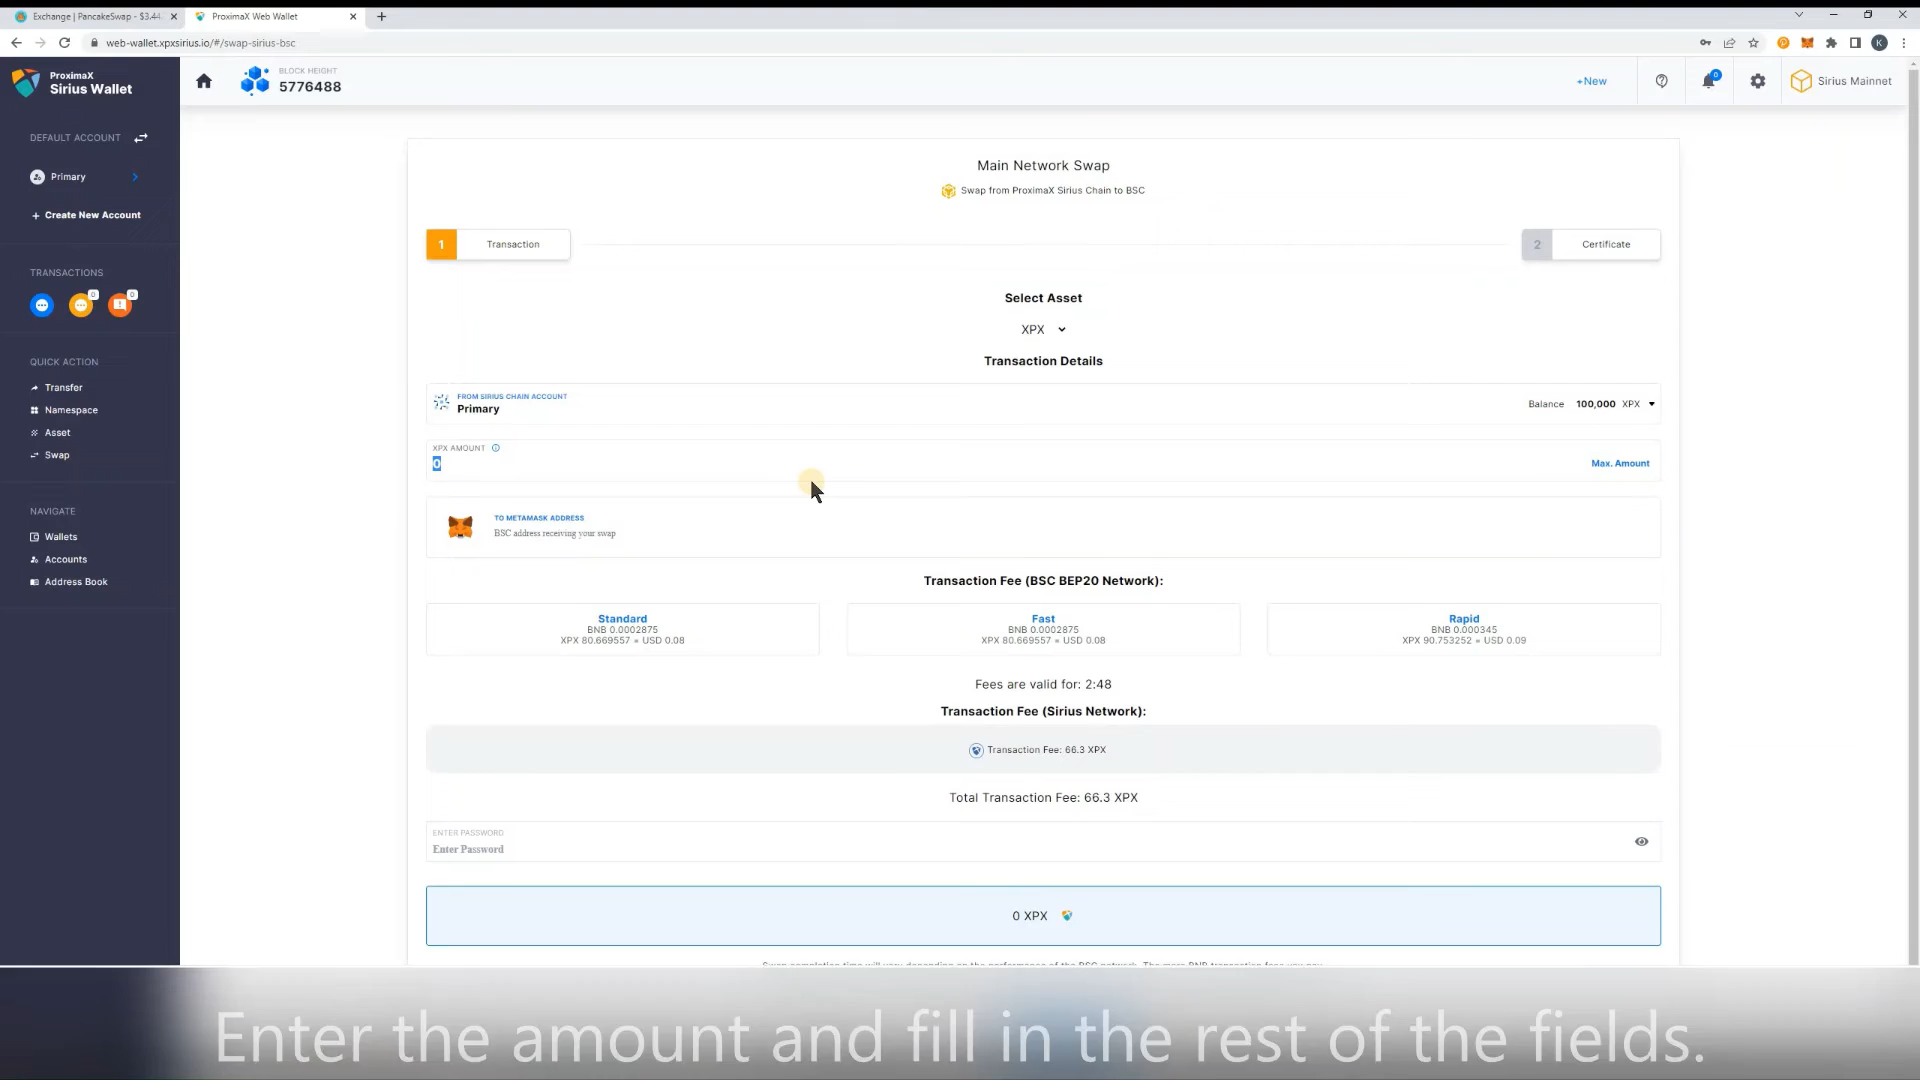 Exchange | PancakeSwap - $3.44
ProximaX Web Wallet
web-wallet.xpxsirius.io/#/swap-sirius-bsc
K
ProximaX
Sirius Wallet
BLOCK HEIGHT
5776488
+New
0
Sirius Mainnet
DEFAULT ACCOUNT
Primary
+ Create New Account
TRANSACTIONS
0
0
QUICK ACTION
Transfer
Namespace
Asset
Swap
NAVIGATE
Wallets
Accounts
Address Book
Main Network Swap
Swap from ProximaX Sirius Chain to BSC
1 Transaction
2 Certificate
Select Asset
XPX
Transaction Details
FROM SIRIUS CHAIN ACCOUNT
Primary
Balance 100,000 XPX
XPX AMOUNT
0
Max. Amount
TO METAMASK ADDRESS
BSC address receiving your swap
Transaction Fee (BSC BEP20 Network):
Standard
BNB 0.0002875
XPX 80.669557 = USD 0.08
Fast
BNB 0.0002875
XPX 80.669557 = USD 0.08
Rapid
BNB 0.000345
XPX 90.753252 = USD 0.09
Fees are valid for: 2:48
Transaction Fee (Sirius Network):
Transaction Fee: 66.3 XPX
Total Transaction Fee: 66.3 XPX
ENTER PASSWORD
Enter Password
0 XPX
Swap completion time will vary depending on the performance of the BSC network. The more BNB transaction fees you pay
Enter the amount and fill in the rest of the fields.